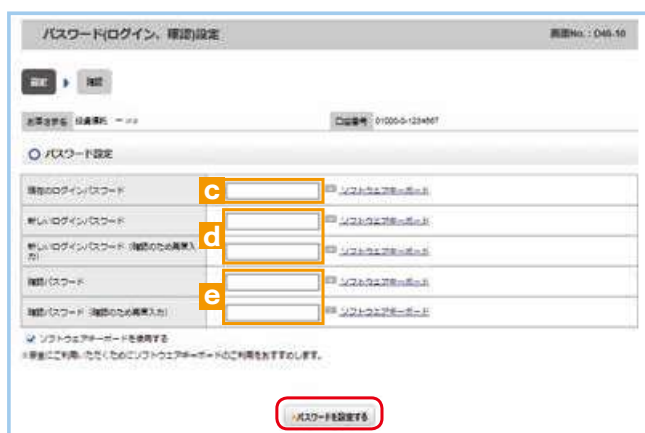 パスワード(ログイン、確認)設定
画面No. : D46-10
設定
確認
お客さま名 投資信託
口座番号 01000-0-1234567
パスワード設定
現在のログインパスワード
c
ソフトウェアキーボード
新しいログインパスワード
d
ソフトウェアキーボード
新しいログインパスワード (確認のため再度入力)
ソフトウェアキーボード
確認パスワード
e
ソフトウェアキーボード
確認パスワード (確認のため再度入力)
ソフトウェアキーボード
ソフトウェアキーボードを使用する
※安全にご利用いただくためにソフトウェアキーボードのご利用をおすすめします。
パスワードを設定する